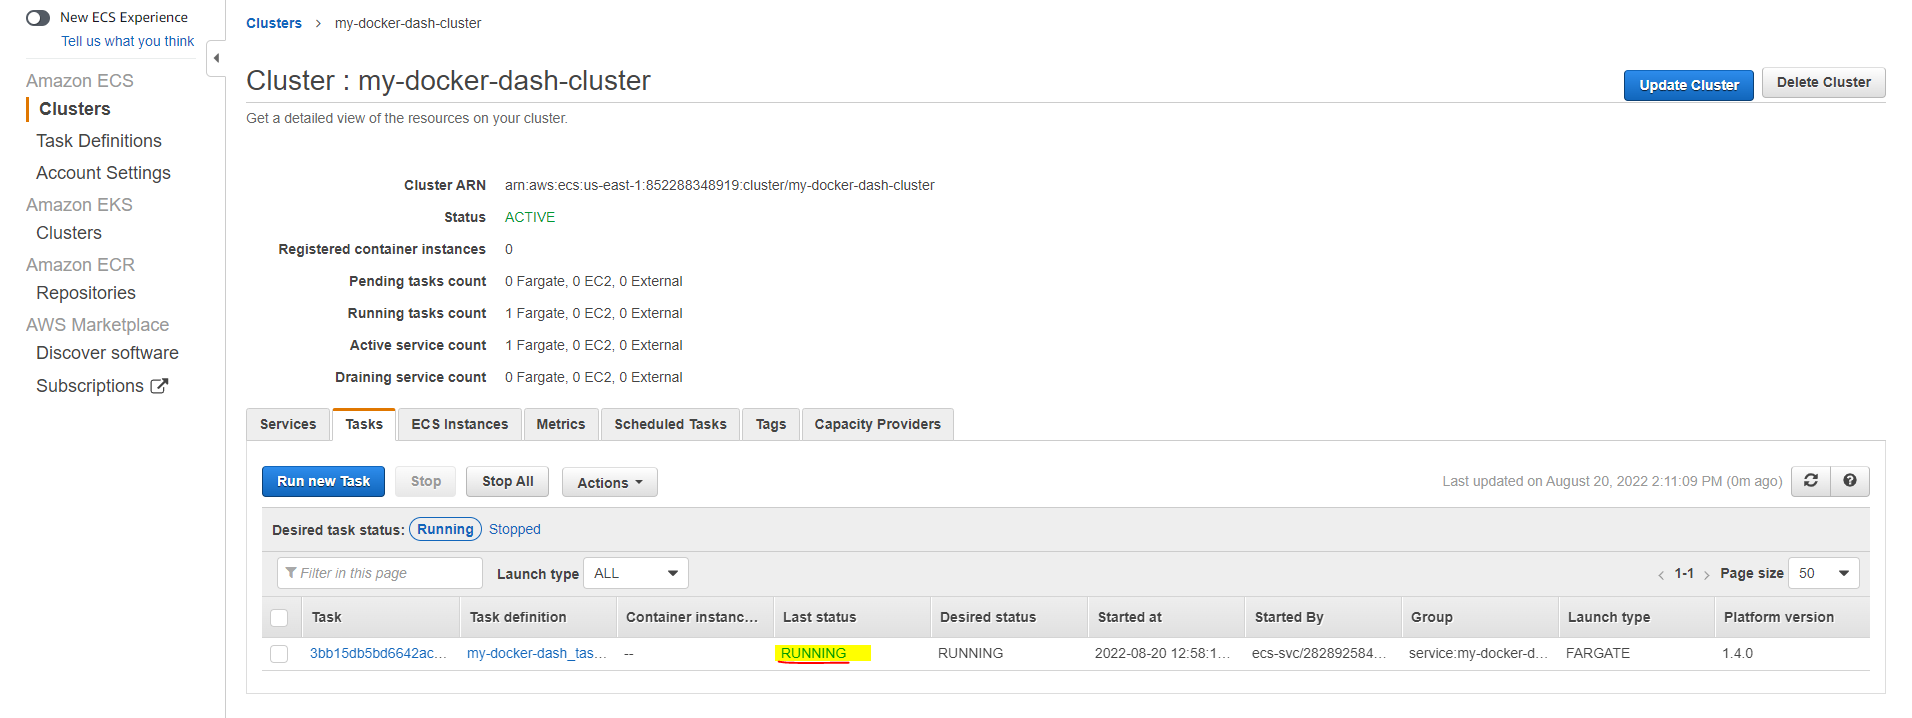 New ECS Experience
Tell us what you think
Amazon ECS
Clusters
Task Definitions
Account Settings
Amazon EKS
Clusters
Amazon ECR
Repositories
AWS Marketplace
Discover software
Subscriptions
Clusters > my-docker-dash-cluster
Cluster : my-docker-dash-cluster
Update Cluster Delete Cluster
Get a detailed view of the resources on your cluster.
Cluster ARN arn:aws:ecs:us-east-1:852288348919:cluster/my-docker-dash-cluster
Status ACTIVE
Registered container instances 0
Pending tasks count 0 Fargate, 0 EC2, 0 External
Running tasks count 1 Fargate, 0 EC2, 0 External
Active service count 1 Fargate, 0 EC2, 0 External
Draining service count 0 Fargate, 0 EC2, 0 External
Services Tasks ECS Instances Metrics Scheduled Tasks Tags Capacity Providers
Run new Task Stop Stop All Actions Last updated on August 20, 2022 2:11:09 PM (0m ago)
Desired task status: Running Stopped
Filter in this page Launch type ALL < 1-1 > Page size 50
Task Task definition Container instanc... Last status Desired status Started at Started By Group Launch type Platform version
3bb15db5bd6642ac... my-docker-dash_tas... -- RUNNING RUNNING 2022-08-20 12:58:1... ecs-svc/282892584... service:my-docker-d... FARGATE 1.4.0